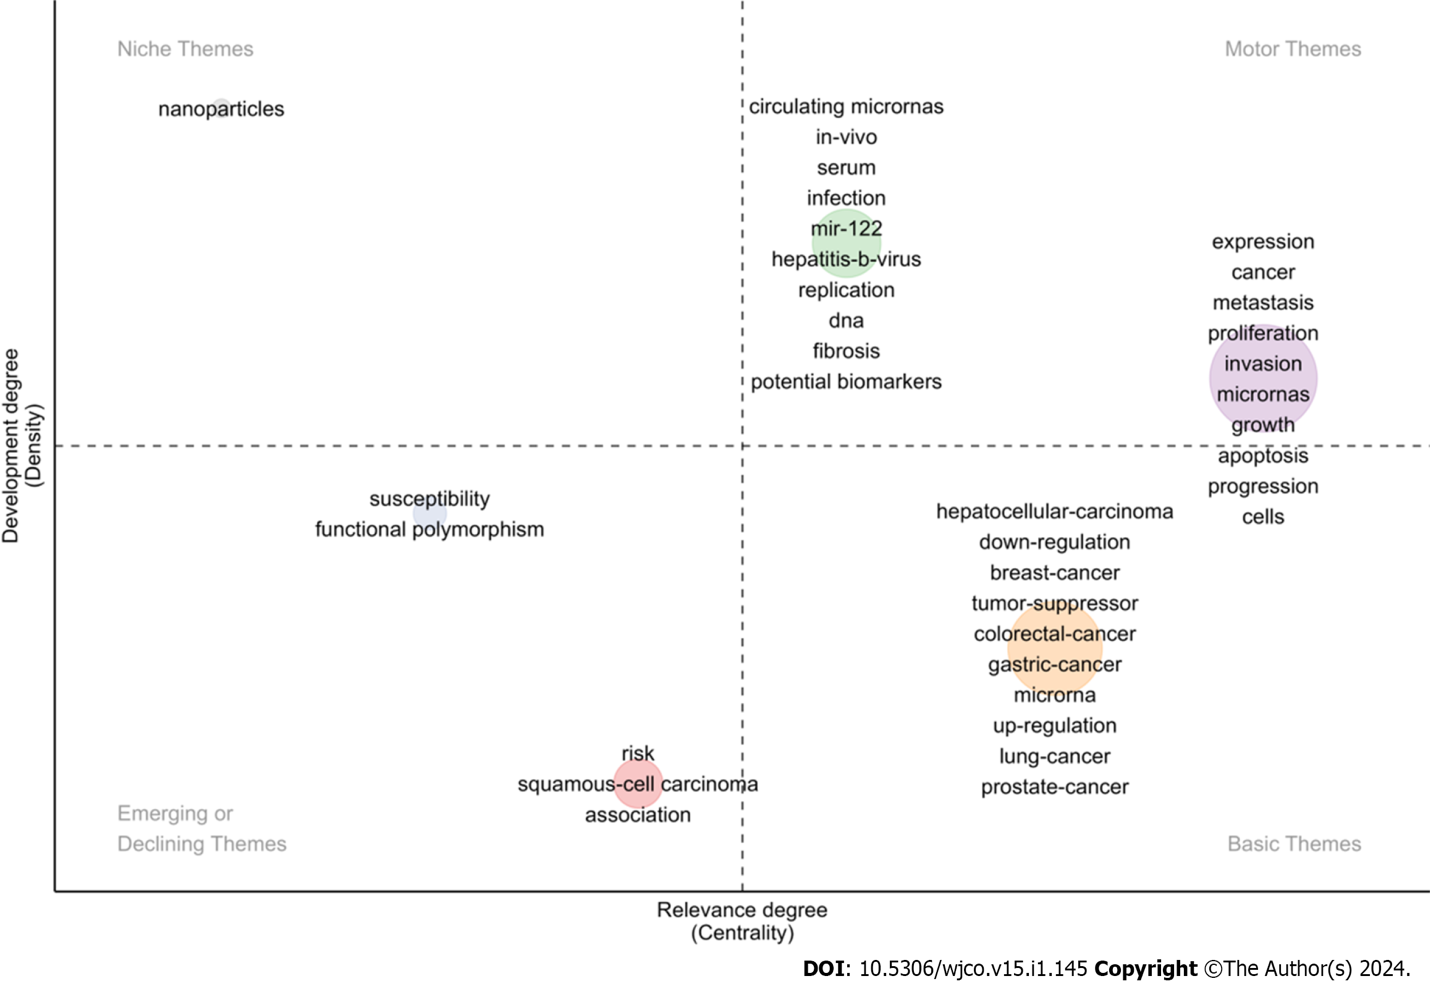 Niche Themes
Motor Themes
nanoparticles
circulating micrornas
in-vivo
serum
infection
mir-122
hepatitis-b-virus
replication
dna
fibrosis
potential biomarkers
expression
cancer
metastasis
proliferation
invasion
micrornas
growth
apoptosis
progression
cells
Development degree
(Density)
susceptibility
functional polymorphism
hepatocellular-carcinoma
down-regulation
breast-cancer
tumor-suppressor
colorectal-cancer
gastric-cancer
microrna
up-regulation
lung-cancer
prostate-cancer
risk
squamous-cell carcinoma
association
Emerging or
Declining Themes
Basic Themes
Relevance degree
(Centrality)
DOI: 10.5306/wjco.v15.i1.145 Copyright ©The Author(s) 2024.